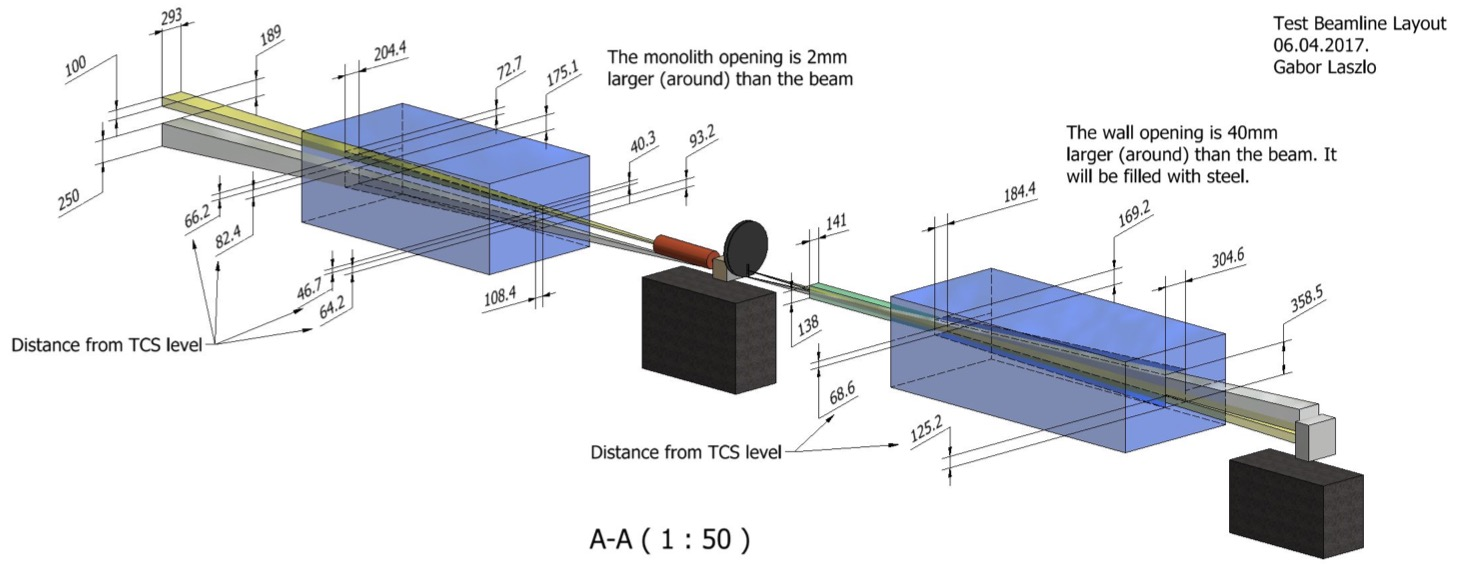 293
189
100
204.4
72.7
175.1
The monolith opening is 2mm
larger (around) than the beam
Test Beamline Layout
06.04.2017.
Gabor Laszlo
40.3
93.2
250
66.2
82.4
46.7
64.2
108.4
Distance from TCS level
The wall opening is 40mm
larger (around) than the beam. It
will be filled with steel.
141
184.4
169.2
304.6
358.5
138
68.6
125.2
Distance from TCS level
A-A ( 1 : 50 )